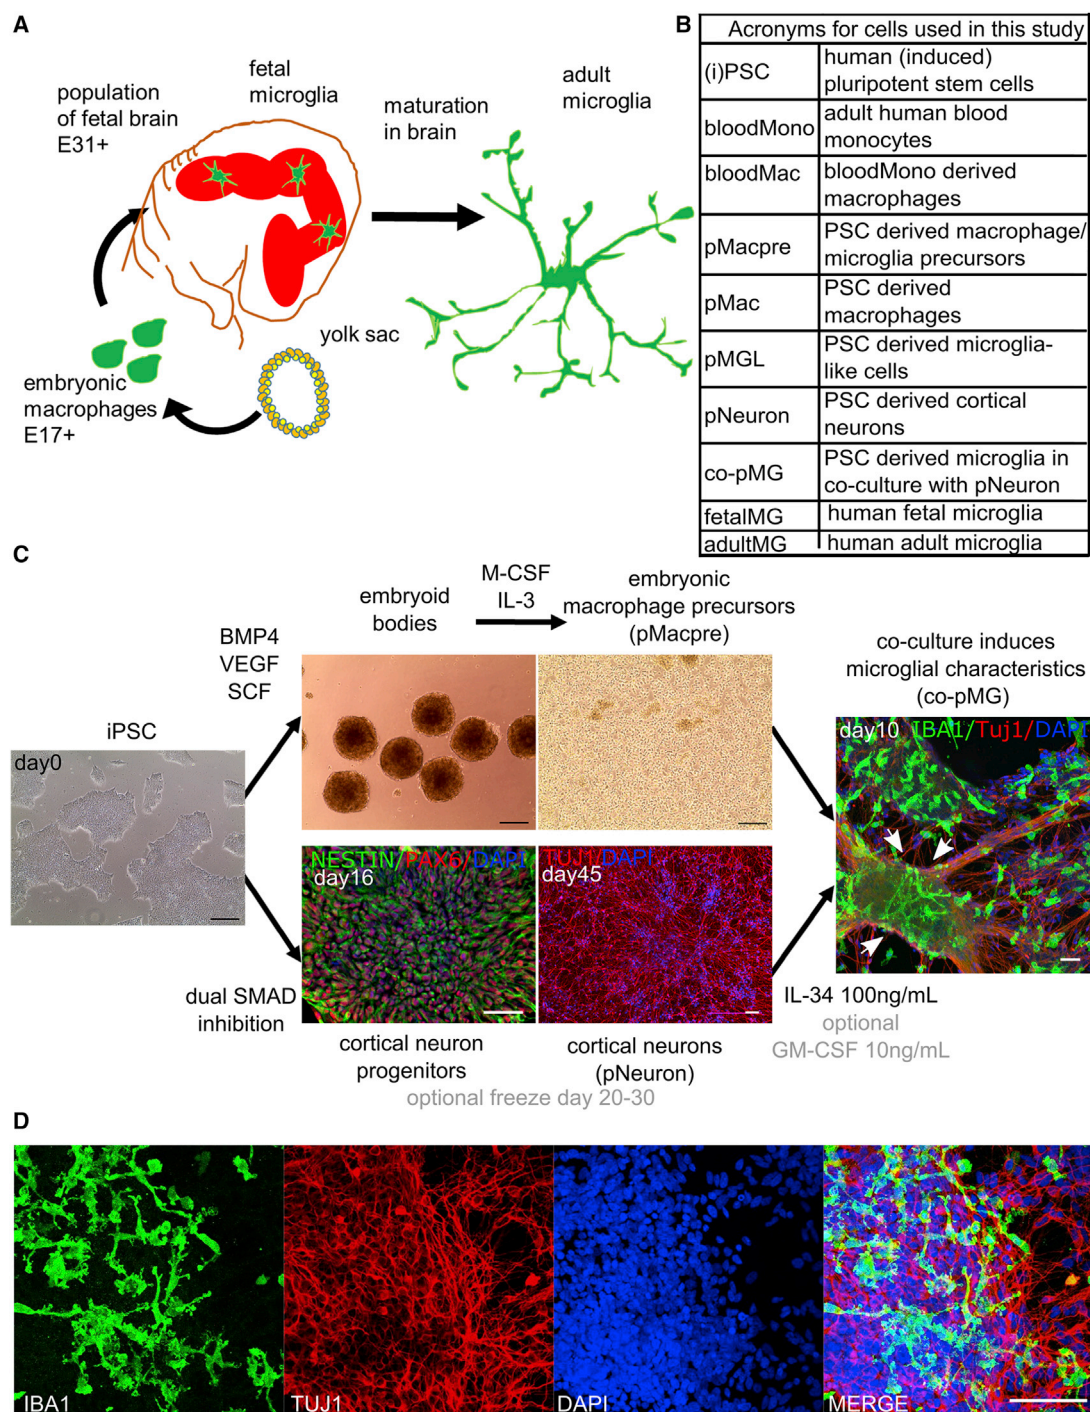 A
population
of fetal brain
E31+
fetal
microglia
maturation
in brain
adult
microglia
yolk sac
embryonic
macrophages
E17+
B
Acronyms for cells used in this study
(i)PSC
human (induced)
pluripotent stem cells
bloodMono
adult human blood
monocytes
bloodMac
bloodMono derived
macrophages
pMacpre
PSC derived macrophage/
microglia precursors
pMac
PSC derived
macrophages
pMGL
PSC derived microglia-
like cells
pNeuron
PSC derived cortical
neurons
co-pMG
PSC derived microglia in
co-culture with pNeuron
fetalMG
human fetal microglia
adultMG
human adult microglia
C
iPSC
day0
BMP4
VEGF
SCF
embryoid
bodies
M-CSF
IL-3
embryonic
macrophage precursors
(pMacpre)
co-culture induces
microglial characteristics
(co-pMG)
day10 IBA1/Tuj1/DAPI
dual SMAD
inhibition
NESTIN/PAX6/DAPI
day16
TUJ1/DAPI
day45
cortical neuron
progenitors
cortical neurons
(pNeuron)
optional freeze day 20-30
IL-34 100ng/mL
optional
GM-CSF 10ng/mL
D
IBA1
TUJ1
DAPI
MERGE